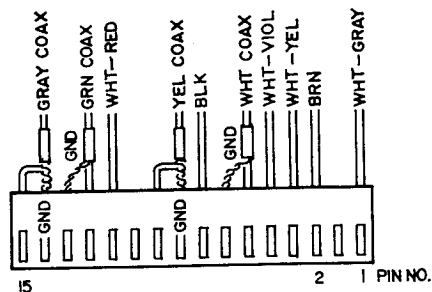 GRAY COAX
GND
GRN COAX
WHT-RED
YEL COAX
BLK
GND
WHT COAX
WHT-VIOL
WHT-YEL
BRN
WHT-GRAY
GND
GND
15
2
1 PIN NO.